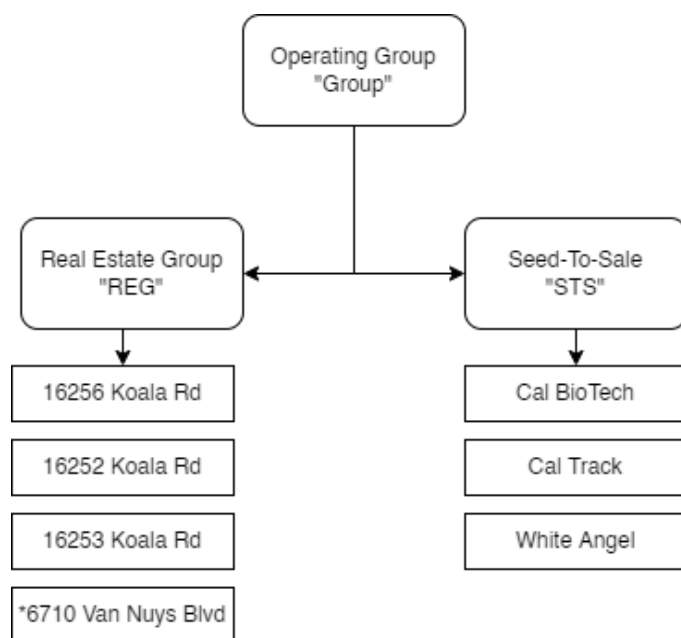 Operating Group
"Group"
Real Estate Group
"REG"
Seed-To-Sale
"STS"
16256 Koala Rd
Cal BioTech
16252 Koala Rd
Cal Track
16253 Koala Rd
White Angel
*6710 Van Nuys Blvd